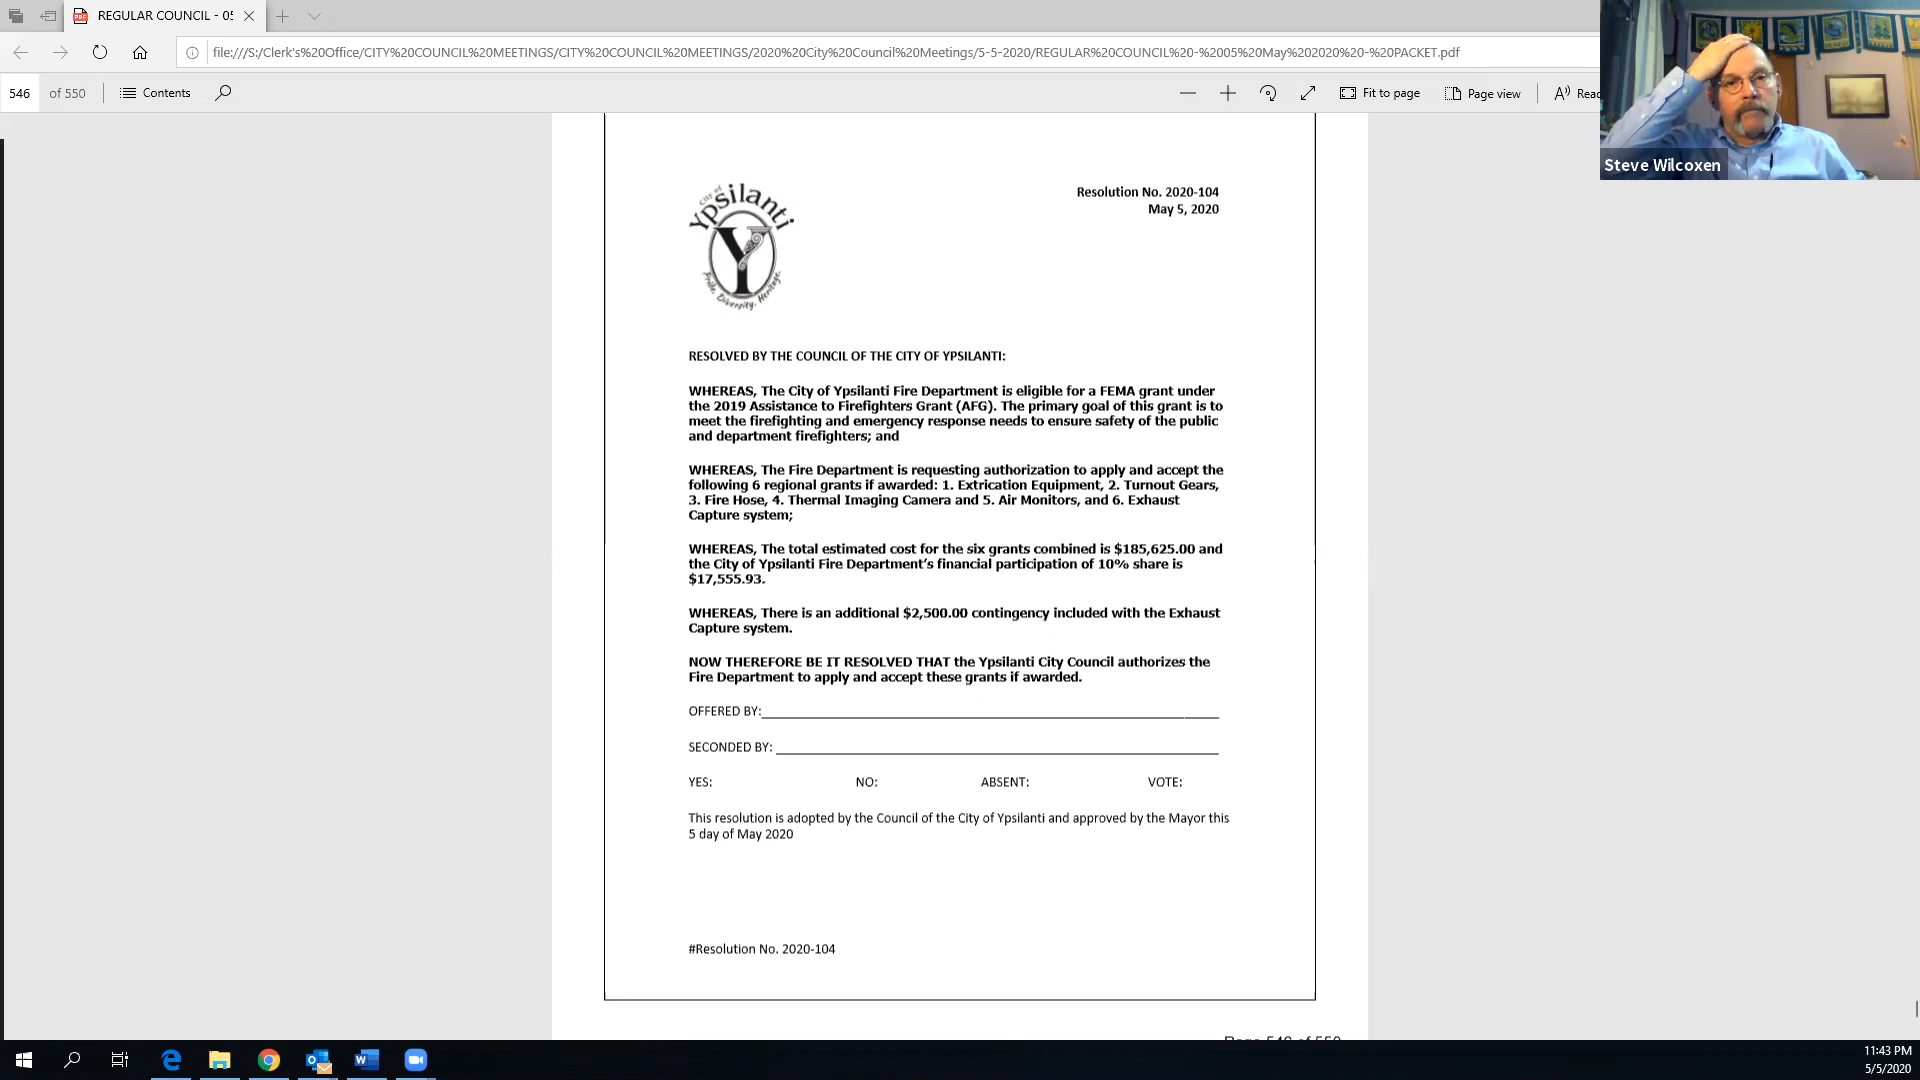 REGULAR COUNCIL - 05
file:///S:/Clerk's%20Office/CITY%20COUNCIL%20MEETINGS/CITY%20COUNCIL%20MEETINGS/2020%20City%20Council%20Meetings/5-5-2020/REGULAR%20COUNCIL%20-%2005%20May%202020%20-%20PACKET.pdf
546 of 550 Contents Fit to page Page view Read
Steve Wilcoxen
City of
Ypsilanti
Y
Pride. Diversity. Heritage.
Resolution No. 2020-104
May 5, 2020
RESOLVED BY THE COUNCIL OF THE CITY OF YPSILANTI:
WHEREAS, The City of Ypsilanti Fire Department is eligible for a FEMA grant under
the 2019 Assistance to Firefighters Grant (AFG). The primary goal of this grant is to
meet the firefighting and emergency response needs to ensure safety of the public
and department firefighters; and
WHEREAS, The Fire Department is requesting authorization to apply and accept the
following 6 regional grants if awarded: 1. Extrication Equipment, 2. Turnout Gears,
3. Fire Hose, 4. Thermal Imaging Camera and 5. Air Monitors, and 6. Exhaust
Capture system;
WHEREAS, The total estimated cost for the six grants combined is $185,625.00 and
the City of Ypsilanti Fire Department’s financial participation of 10% share is
$17,555.93.
WHEREAS, There is an additional $2,500.00 contingency included with the Exhaust
Capture system.
NOW THEREFORE BE IT RESOLVED THAT the Ypsilanti City Council authorizes the
Fire Department to apply and accept these grants if awarded.
OFFERED BY:
SECONDED BY:
YES: NO: ABSENT: VOTE:
This resolution is adopted by the Council of the City of Ypsilanti and approved by the Mayor this
5 day of May 2020
#Resolution No. 2020-104
Page 546 of 550
11:43 PM
5/5/2020